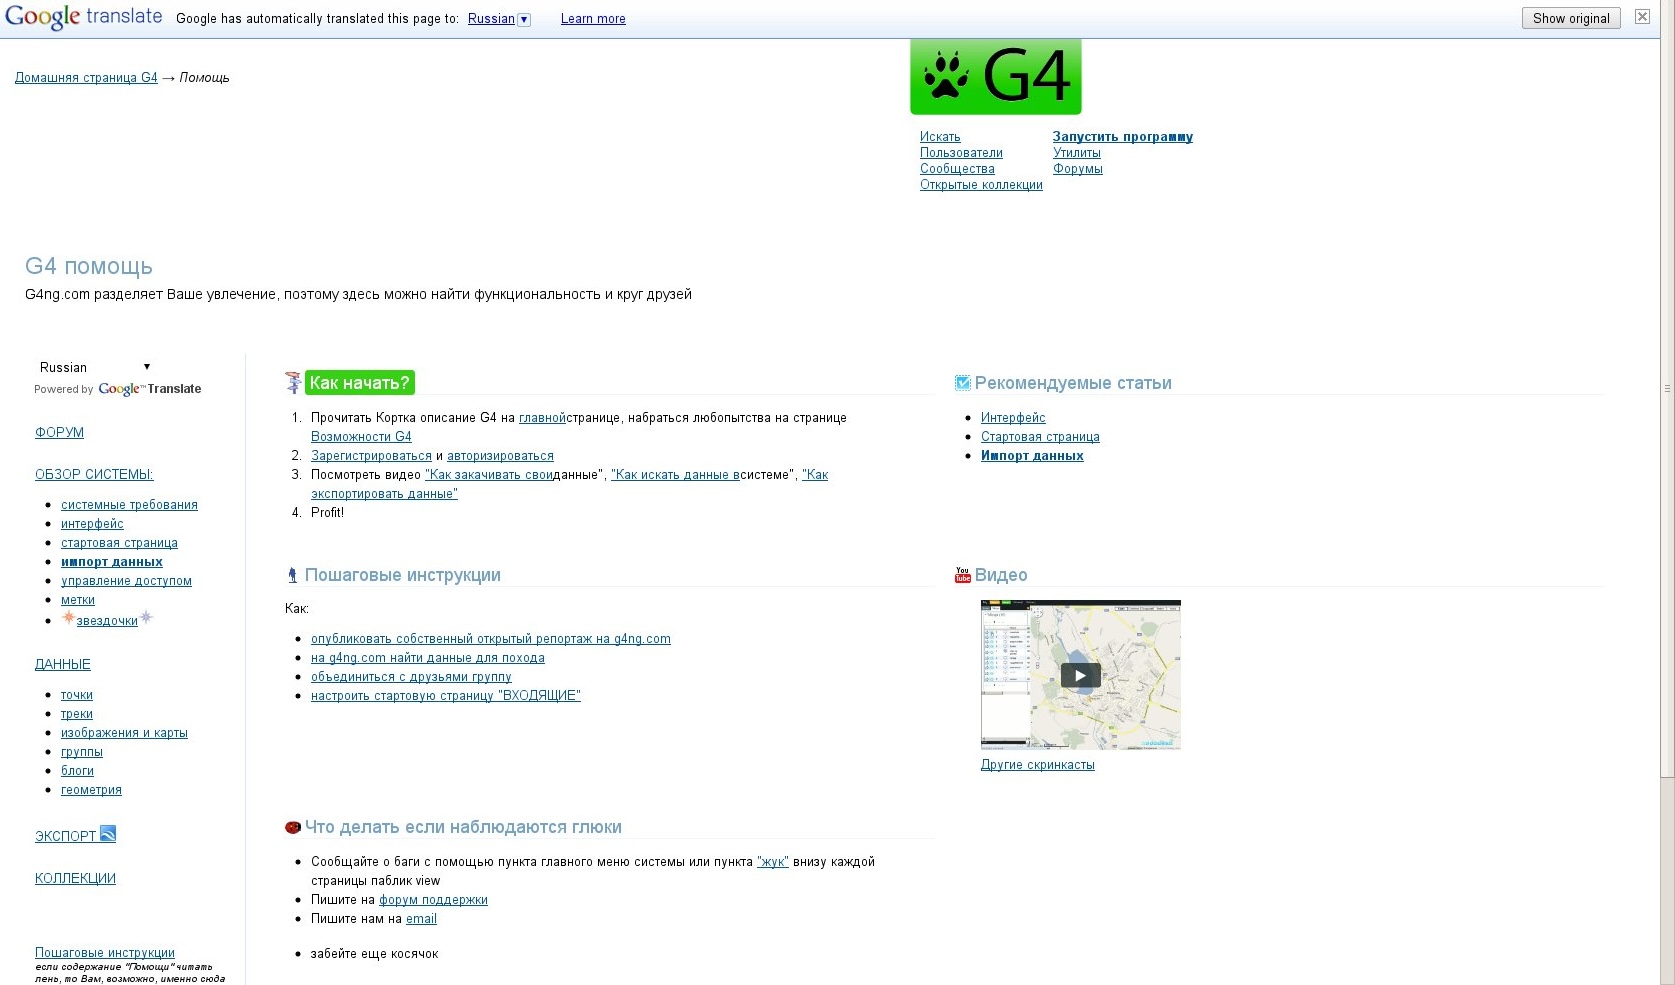 Google translate Google has automatically translated this page to: Russian Learn more Show original
G4
Домашняя страница G4 → Помощь
Искать Запустить программу
Пользователи Утилиты
Сообщества Форумы
Открытые коллекции
G4 помощь
G4ng.com разделяет Ваше увлечение, поэтому здесь можно найти функциональность и круг друзей
Russian
Powered by Google™ Translate
ФОРУМ
ОБЗОР СИСТЕМЫ:
системные требования
интерфейс
стартовая страница
импорт данных
управление доступом
метки
звездочки
ДАННЫЕ
точки
треки
изображения и карты
группы
блоги
геометрия
ЭКСПОРТ
КОЛЛЕКЦИИ
Пошаговые инструкции
если содержание "Помощи" читать
лень, то Вам, возможно, именно сюда
Как начать?
1. Прочитать Кортка описание G4 на главнойстранице, набраться любопытства на странице
Возможности G4
2. Зарегистрироваться и авторизироваться
3. Посмотреть видео "Как закачивать своиданные", "Как искать данные всистеме", "Как
экспортировать данные"
4. Profit!
Рекомендуемые статьи
Интерфейс
Стартовая страница
Импорт данных
Пошаговые инструкции
Как:
опубликовать собственный открытый репортаж на g4ng.com
на g4ng.com найти данные для похода
объединиться с друзьями группу
настроить стартовую страницу "ВХОДЯЩИЕ"
You Tube Видео
Другие скринкасты
Что делать если наблюдаются глюки
Сообщайте о баги с помощью пункта главного меню системы или пункта "жук" внизу каждой
страницы паблик view
Пишите на форум поддержки
Пишите нам на email
забейте еще косячок